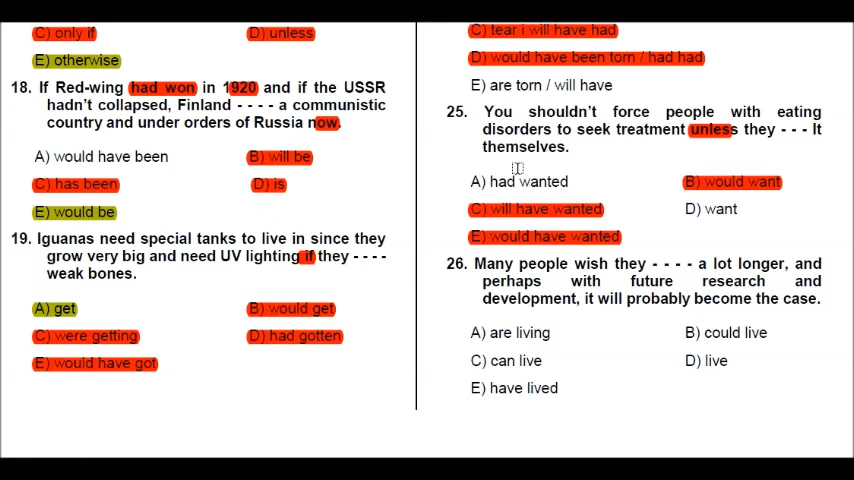 C) only if
D) unless
E) otherwise
18. If Red-wing had won in 1920 and if the USSR
hadn't collapsed, Finland - - - - a communistic
country and under orders of Russia now.
A) would have been
B) will be
C) has been
D) is
E) would be
19. Iguanas need special tanks to live in since they
grow very big and need UV lighting if they - - - -
weak bones.
A) get
B) would get
C) were getting
D) had gotten
E) would have got
C) tear i will have had
D) would have been torn / had had
E) are torn / will have
25. You shouldn't force people with eating
disorders to seek treatment unless they - - - It
themselves.
A) had wanted
B) would want
C) will have wanted
D) want
E) would have wanted
26. Many people wish they - - - - a lot longer, and
perhaps with future research and
development, it will probably become the case.
A) are living
B) could live
C) can live
D) live
E) have lived